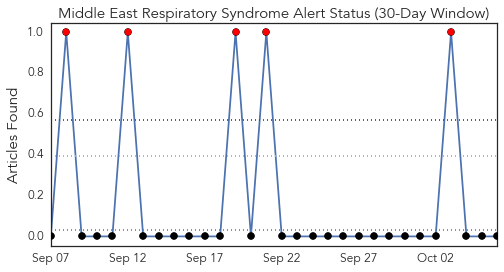 Middle East Respiratory Syndrome Alert Status (30-Day Window)
Articles Found
1.0
0.8
0.6
0.4
0.2
0.0
Sep 07 Sep 12 Sep 17 Sep 22 Sep 27 Oct 02